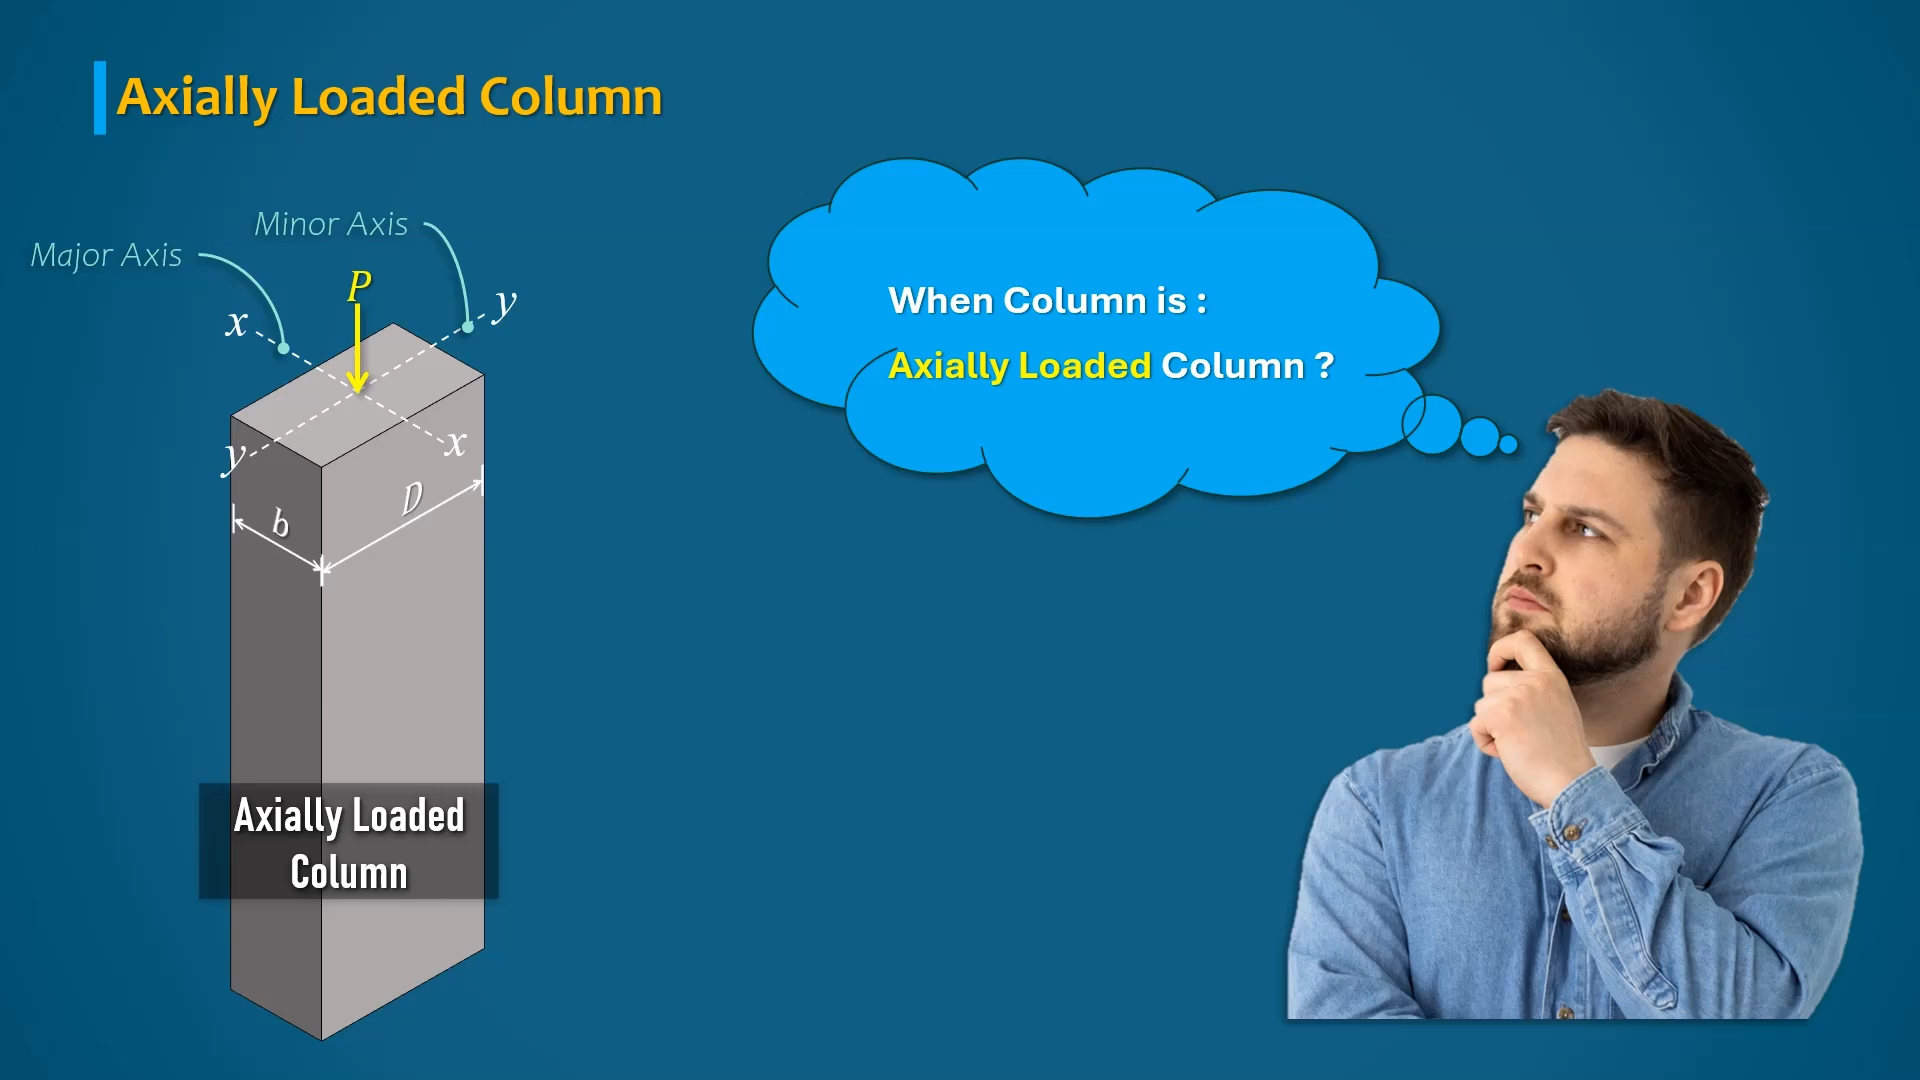 Axially Loaded Column
Minor Axis
Major Axis
P
x
y
y
x
D
b
Axially Loaded
Column
When Column is :
Axially Loaded Column ?